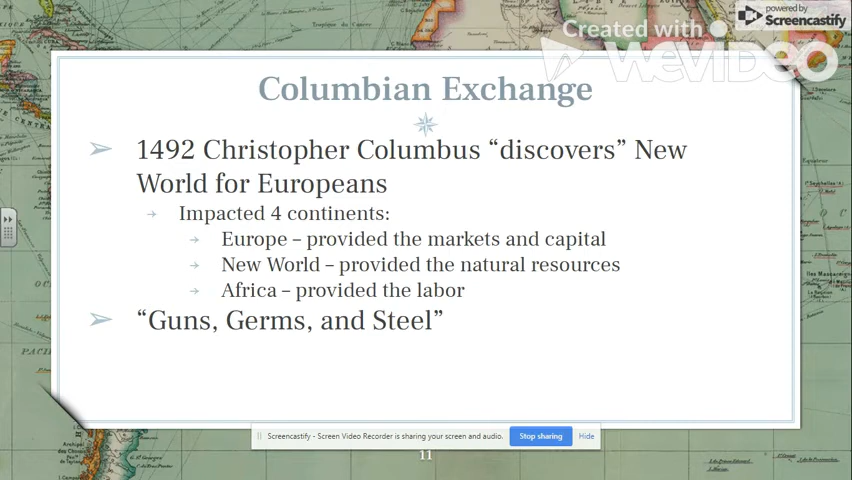 Created with
WeVideo
powered by
Screencastify
Columbian Exchange
➢ 1492 Christopher Columbus “discovers” New
World for Europeans
→ Impacted 4 continents:
→ Europe – provided the markets and capital
→ New World – provided the natural resources
→ Africa – provided the labor
➢ “Guns, Germs, and Steel”
Screencastify - Screen Video Recorder is sharing your screen and audio.
Stop sharing
Hide
11